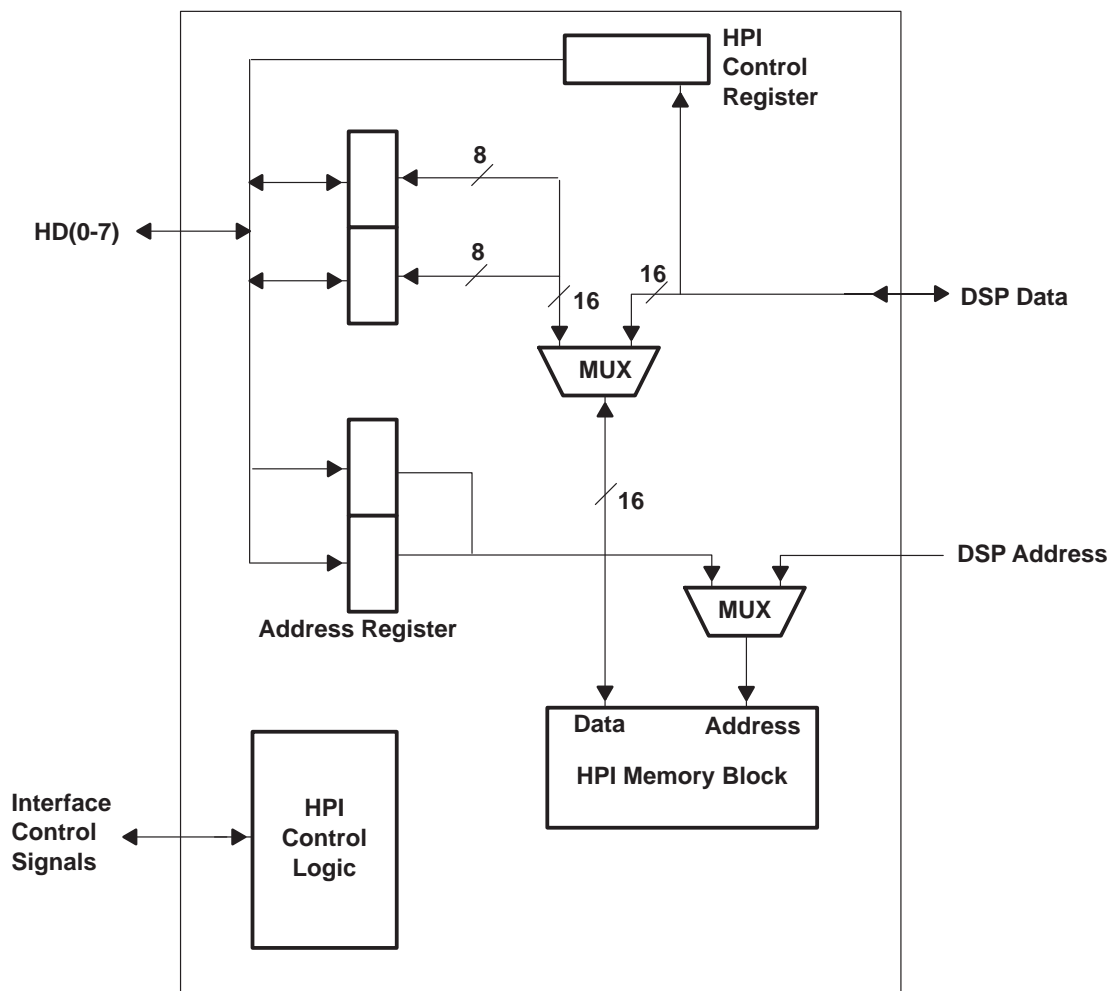 HPI
Control
Register
8
HD(0-7)
8
16
16
DSP Data
MUX
16
DSP Address
MUX
Address Register
Data
Address
HPI Memory Block
Interface
Control
Signals
HPI
Control
Logic